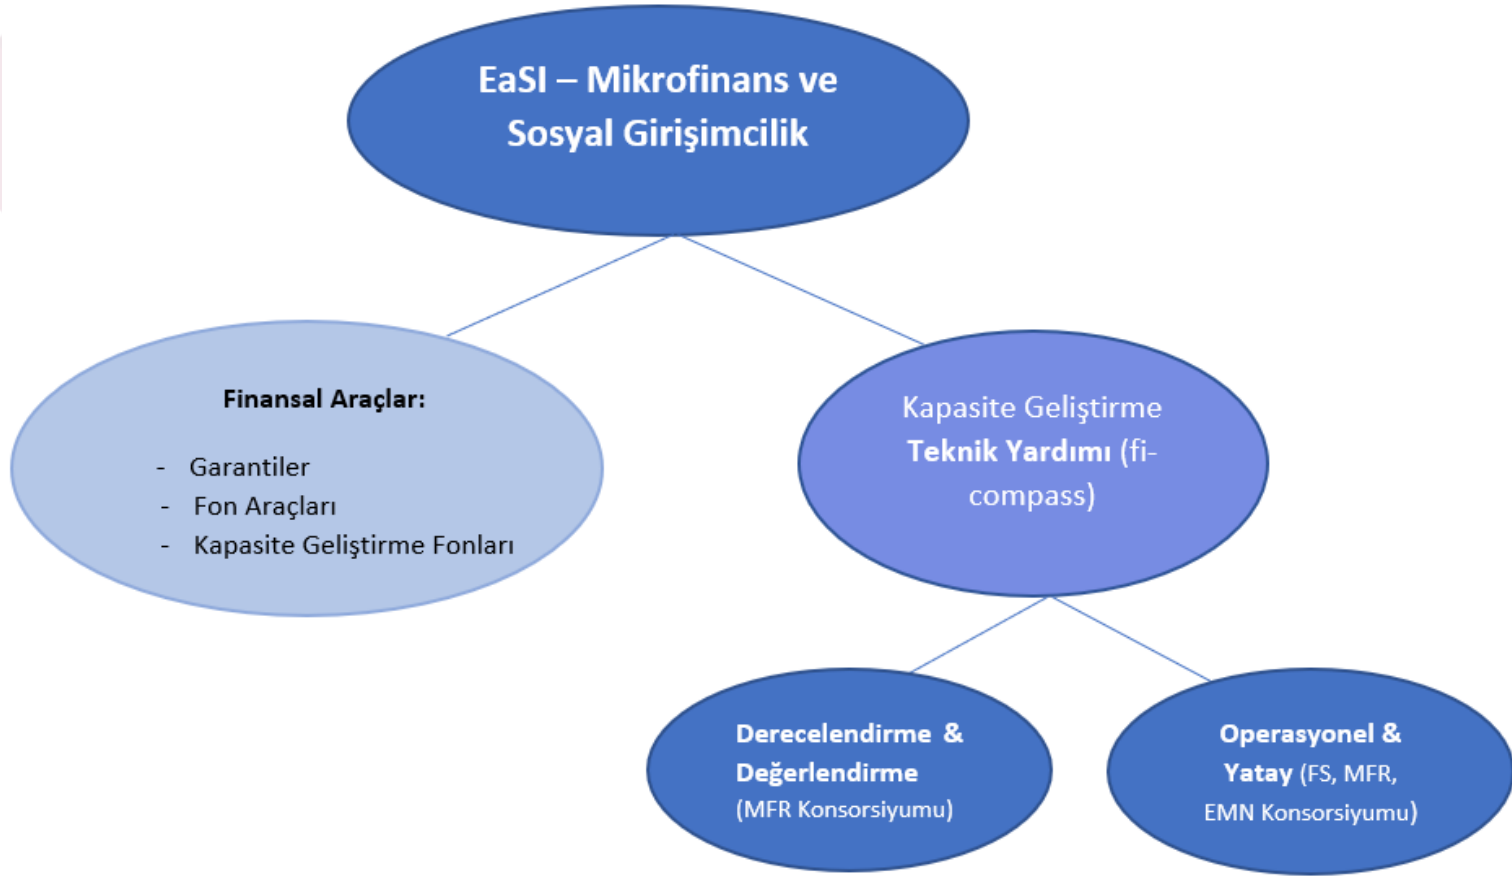 EaSI – Mikrofinans ve
Sosyal Girişimcilik
Finansal Araçlar:
- Garantiler
- Fon Araçları
- Kapasite Geliştirme Fonları
Kapasite Geliştirme
Teknik Yardımı (fi-
compass)
Derecelendirme &
Değerlendirme
(MFR Konsorsiyumu)
Operasyonel &
Yatay (FS, MFR,
EMN Konsorsiyumu)